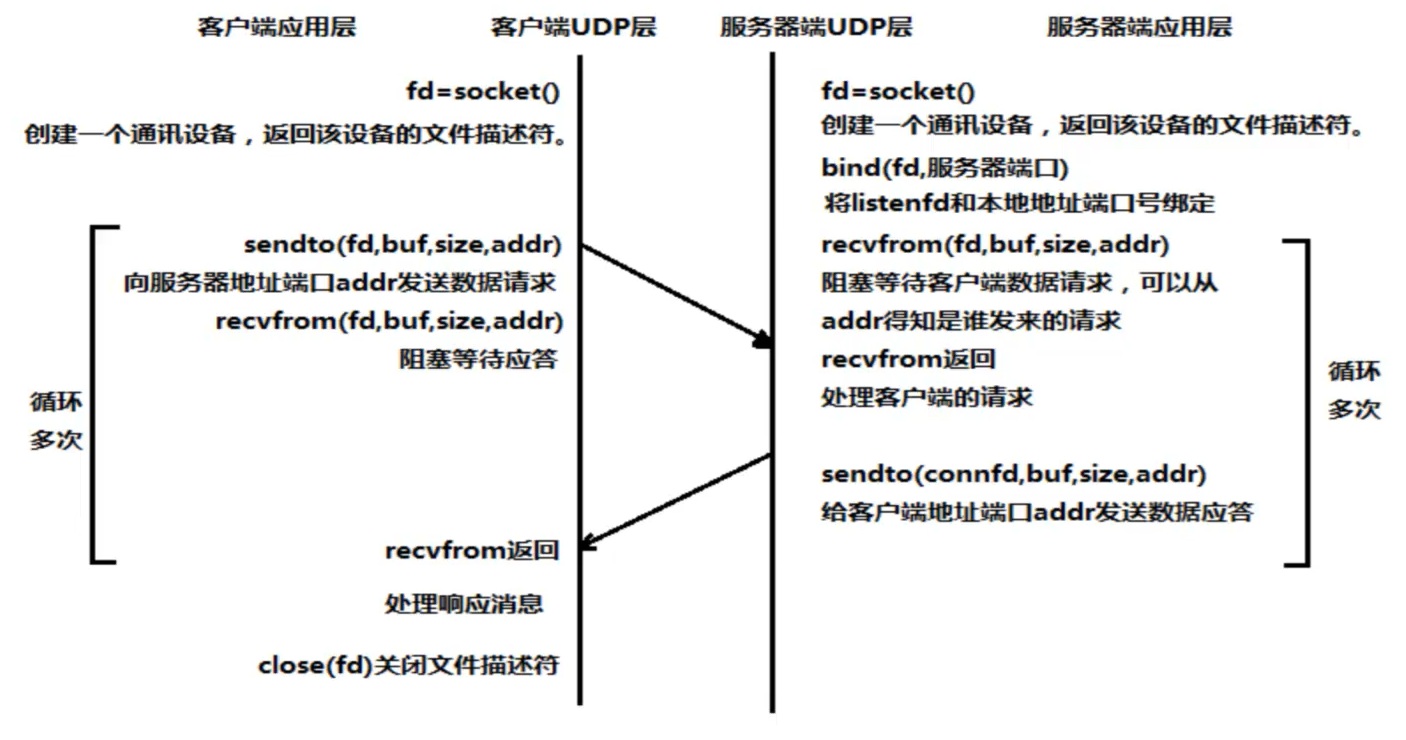 客户端应用层
客户端UDP层
服务器端UDP层
服务器端应用层
fd=socket()
创建一个通讯设备，返回该设备的文件描述符。
循环
多次
sendto(fd,buf,size,addr)
向服务器地址端口addr发送数据请求
recvfrom(fd,buf,size,addr)
阻塞等待应答
recvfrom返回
处理响应消息
close(fd)关闭文件描述符
fd=socket()
创建一个通讯设备，返回该设备的文件描述符。
bind(fd,服务器端口)
将listenfd和本地地址端口号绑定
recvfrom(fd,buf,size,addr)
阻塞等待客户端数据请求，可以从
addr得知是谁发来的请求
recvfrom返回
处理客户端的请求
sendto(connfd,buf,size,addr)
给客户端地址端口addr发送数据应答
循环
多次